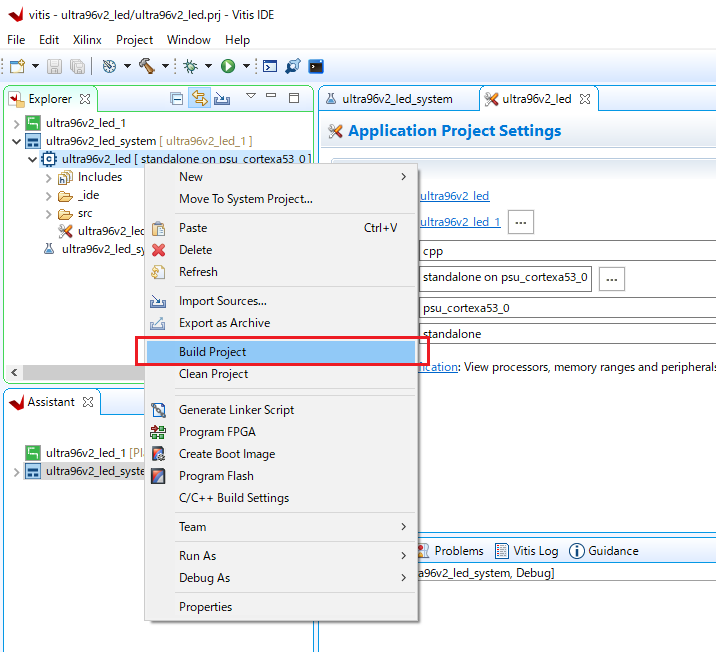 vitis - ultra96v2_led/ultra96v2_led.prj - Vitis IDE
File Edit Xilinx Project Window Help
Explorer
ultra96v2_led_1
ultra96v2_led_system [ ultra96v2_led_1 ]
ultra96v2_led [ standalone on psu_cortexa53_0 ]
Includes
_ide
src
ultra96v2_led
ultra96v2_led_sy
New
Move To System Project...
Paste Ctrl+V
Delete
Refresh
Import Sources...
Export as Archive
Build Project
Clean Project
Generate Linker Script
Program FPGA
Create Boot Image
Program Flash
C/C++ Build Settings
Team
Run As
Debug As
Properties
ultra96v2_led_system
ultra96v2_led
Application Project Settings
ultra96v2_led
ultra96v2_led_1 ...
cpp
standalone on psu_cortexa53_0 ...
psu_cortexa53_0
standalone
ication: View processors, memory ranges and peripherals
Assistant
ultra96v2_led_1 [Pl
ultra96v2_led_syste
Problems Vitis Log Guidance
a96v2_led_system, Debug]